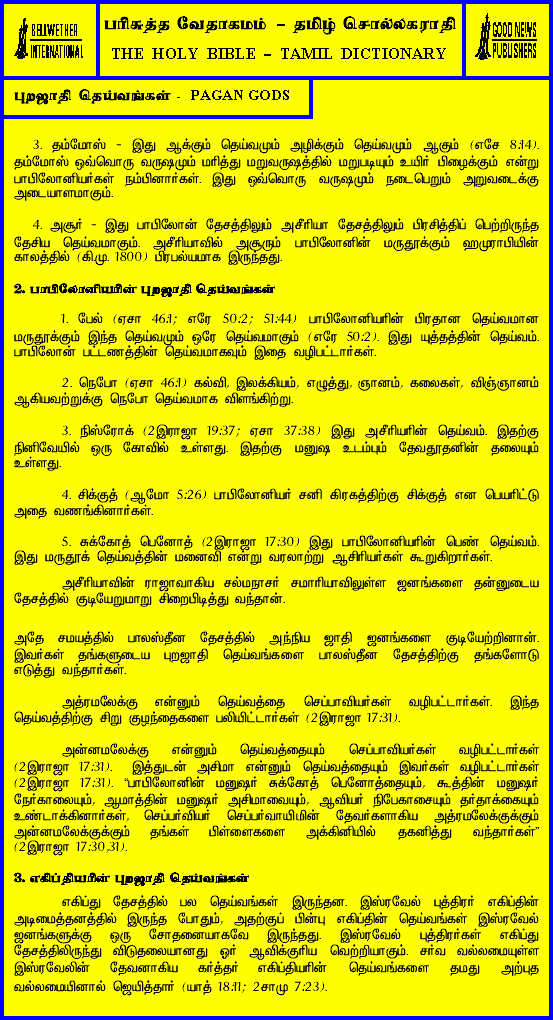 BELLWETHER
INTERNATIONAL
பரிசுத்த வேதாகமம் - தமிழ் சொல்லகராதி
THE HOLY BIBLE - TAMIL DICTIONARY
GOOD NEWS
PUBLISHERS
புறஜாதி தெய்வங்கள் - PAGAN GODS
3. தம்மோஸ் - இது ஆக்கும் தெய்வமும் அழிக்கும் தெய்வமும் ஆகும் (எசே 8:14).
தம்மோஸ் ஒவ்வொரு வருஷமும் மரித்து மறுவருஷத்தில் மறுபடியும் உயிர் பிழைக்கும் என்று
பாபிலோனியர்கள் நம்பினார்கள். இது ஒவ்வொரு வருஷமும் நடைபெறும் அறுவடைக்கு
அடையாளமாகும்.
4. அசூர் - இது பாபிலோன் தேசத்திலும் அசீரியா தேசத்திலும் பிரசித்திப் பெற்றிருந்த
தேசிய தெய்வமாகும். அசீரியாவில் அசூரும் பாபிலோனின் மருதூக்கும் ஹமுராபியின்
காலத்தில் (கி.மு. 1800) பிரபல்யமாக இருந்தது.
2. பாபிலோனியரின் புறஜாதி தெய்வங்கள்
1. பேல் (ஏசா 46:1; எரே 50:2; 51:44) பாபிலோனியரின் பிரதான தெய்வமான
மருதூக்கும் இந்த தெய்வமும் ஒரே தெய்வமாகும் (எரே 50:2). இது யுத்தத்தின் தெய்வம்.
பாபிலோன் பட்டணத்தின் தெய்வமாகவும் இதை வழிபட்டார்கள்.
2. நெபோ (ஏசா 46:1) கல்வி, இலக்கியம், எழுத்து, ஞானம், கலைகள், விஞ்ஞானம்
ஆகியவற்றுக்கு நெபோ தெய்வமாக விளங்கிற்று.
3. நிஸ்ரோக் (2இராஜா 19:37; ஏசா 37:38) இது அசீரியரின் தெய்வம். இதற்கு
நினிவேயில் ஒரு கோவில் உள்ளது. இதற்கு மனுஷ உடம்பும் தேவதூதனின் தலையும்
உள்ளது.
4. சிக்குத் (ஆமோ 5:26) பாபிலோனியர் சனி கிரகத்திற்கு சிக்குத் என பெயரிட்டு
அதை வணங்கினார்கள்.
5. சுக்கோத் பெனோத் (2இராஜா 17:30) இது பாபிலோனியரின் பெண் தெய்வம்.
இது மருதூக் தெய்வத்தின் மனைவி என்று வரலாற்று ஆசிரியர்கள் கூறுகிறார்கள்.
அசீரியாவின் ராஜாவாகிய சல்மநாசர் சமாரியாவிலுள்ள ஜனங்களை தன்னுடைய
தேசத்தில் குடியேறுமாறு சிறைபிடித்து வந்தான்.
அதே சமயத்தில் பாலஸ்தீன தேசத்தில் அந்நிய ஜாதி ஜனங்களை குடியேற்றினான்.
இவர்கள் தங்களுடைய புறஜாதி தெய்வங்களை பாலஸ்தீன தேசத்திற்கு தங்களோடு
எடுத்து வந்தார்கள்.
அத்ரமலேக்கு என்னும் தெய்வத்தை செப்பாவியர்கள் வழிபட்டார்கள். இந்த
தெய்வத்திற்கு சிறு குழந்தைகளை பலியிட்டார்கள் (2இராஜா 17:31).
அன்னமலேக்கு என்னும் தெய்வத்தையும் செப்பாவியர்கள் வழிபட்டார்கள்
(2இராஜா 17:31). இத்துடன் அசிமா என்னும் தெய்வத்தையும் இவர்கள் வழிபட்டார்கள்
(2இராஜா 17:31). "பாபிலோனின் மனுஷர் சுக்கோத் பெனோத்தையும், கூத்தின் மனுஷர்
நேர்காலையும், ஆமாத்தின் மனுஷர் அசிமாவையும், ஆவியர் நிபேகாசையும் தர்தாக்கையும்
உண்டாக்கினார்கள், செப்பர்வியர் செப்பர்வாயிமின் தேவர்களாகிய அத்ரமலேக்குக்கும்
அன்னமலேக்குக்கும் தங்கள் பிள்ளைகளை அக்கினியில் தகனித்து வந்தார்கள்"
(2இராஜா 17:30,31).
3. எகிப்தியரின் புறஜாதி தெய்வங்கள்
எகிப்து தேசத்தில் பல தெய்வங்கள் இருந்தன. இஸ்ரவேல் புத்திரர் எகிப்தின்
அடிமைத்தனத்தில் இருந்த போதும், அதற்குப் பின்பு எகிப்தின் தெய்வங்கள் இஸ்ரவேல்
ஜனங்களுக்கு ஒரு சோதனையாகவே இருந்தது. இஸ்ரவேல் புத்திரர்கள் எகிப்து
தேசத்திலிருந்து விடுதலையானது ஓர் ஆவிக்குரிய வெற்றியாகும். சர்வ வல்லமையுள்ள
இஸ்ரவேலின் தேவனாகிய கர்த்தர் எகிப்தியரின் தெய்வங்களை தமது அற்புத
வல்லமையினால் ஜெயித்தார் (யாத் 18:11; 2சாமு 7:23).